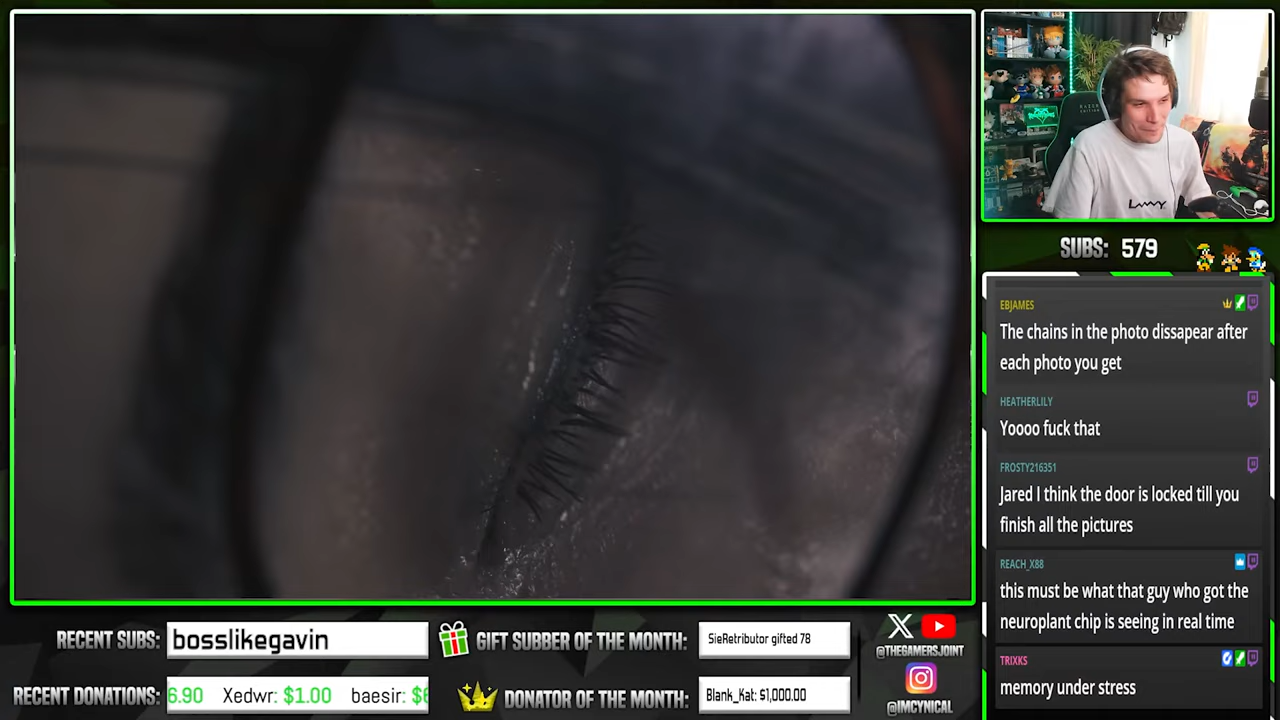 SUBS: 579
EBJAMES
The chains in the photo dissapear after
each photo you get
HEATHERLILY
Yoooo fuck that
FROSTY216351
Jared I think the door is locked till you
finish all the pictures
REACH_X88
this must be what that guy who got the
neuroplant chip is seeing in real time
TRIXKS
memory under stress
RECENT SUBS: bosslikegavin
GIFT SUBBER OF THE MONTH: SieRetributor gifted 78
@THEGAMERSJOINT
RECENT DONATIONS: 6.90 Xedwr: $1.00 baesir:
DONATOR OF THE MONTH: Blank_Kat: $1,000.00
@IMCYNICAL